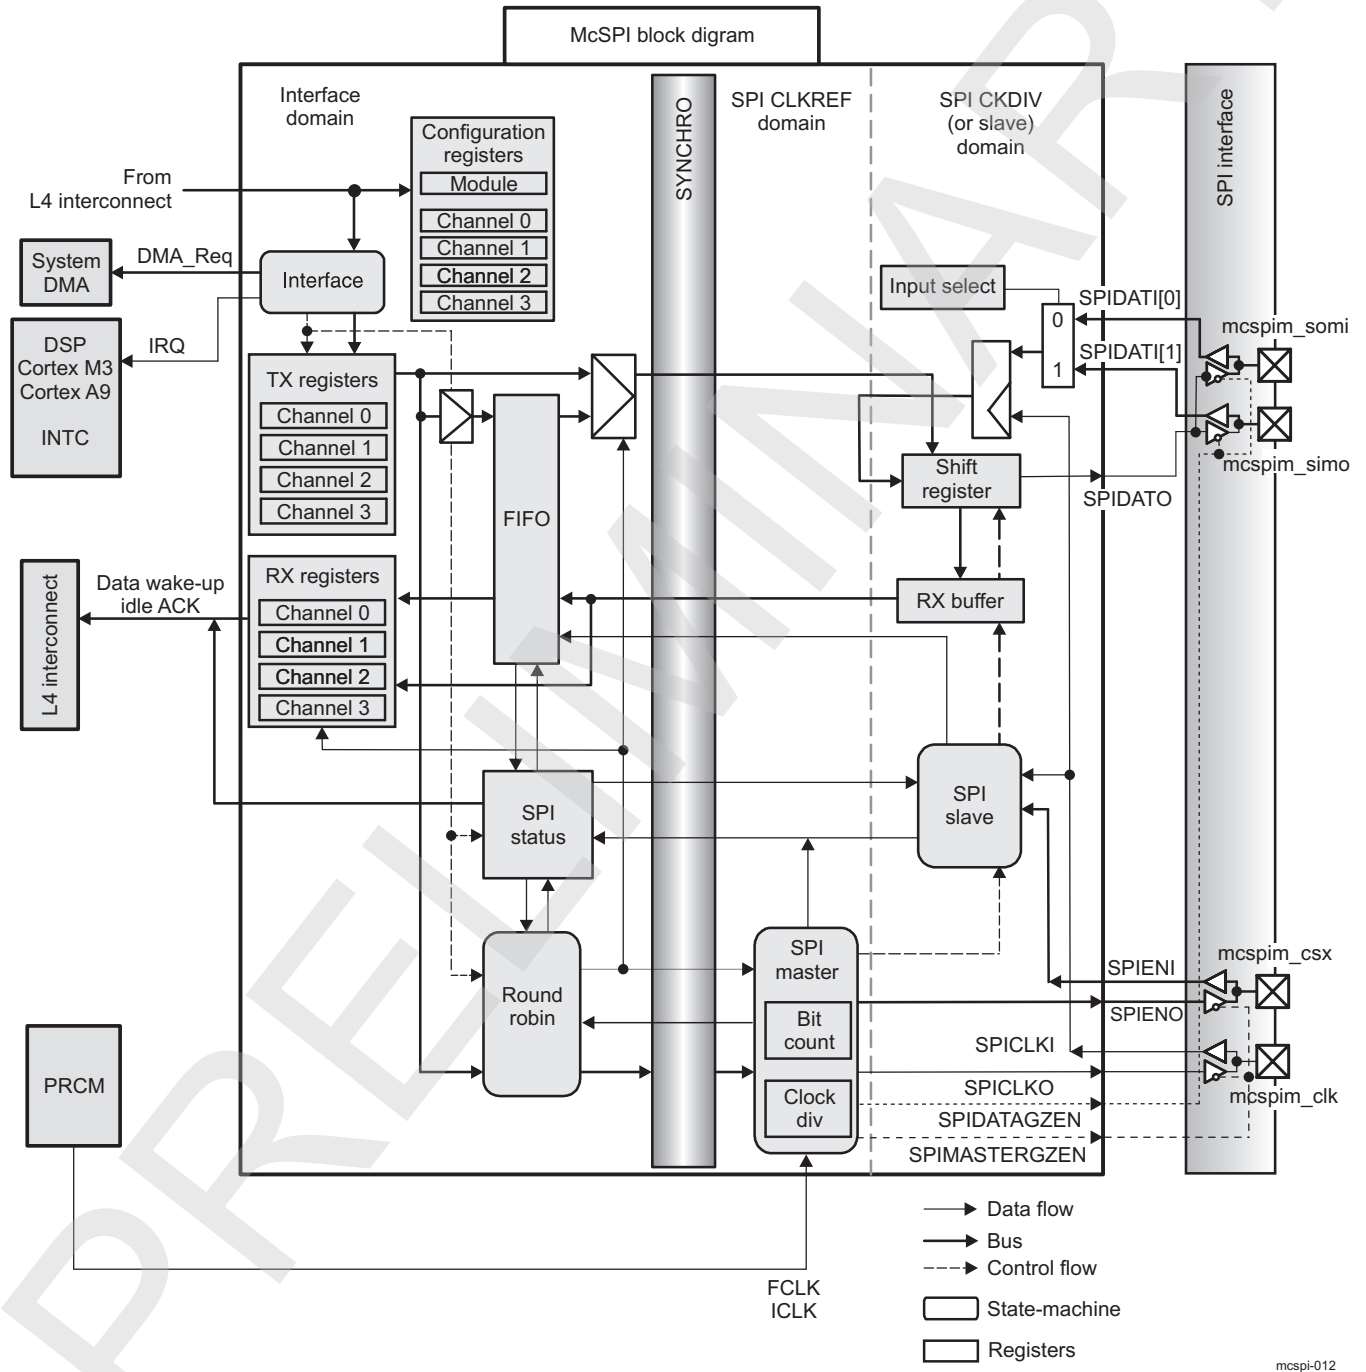 McSPI block digram
Interface
domain
SYNCHRO
SPI CLKREF
domain
SPI CKDIV
(or slave)
domain
SPI interface
Configuration
registers
Module
Channel 0
Channel 1
Channel 2
Channel 3
From
L4 interconnect
System
DMA
DMA_Req
Interface
Input select
0
1
SPIDATI[0]
SPIDATI[1]
mcspim_somi
mcspim_simo
DSP
Cortex M3
Cortex A9
INTC
IRQ
TX registers
Channel 0
Channel 1
Channel 2
Channel 3
FIFO
Shift
register
SPIDATO
L4 interconnect
Data wake-up
idle ACK
RX registers
Channel 0
Channel 1
Channel 2
Channel 3
RX buffer
SPI
status
SPI
slave
Round
robin
SPI
master
Bit
count
Clock
div
SPIENI
SPIENO
SPICLKI
SPICLKO
SPIDATAGZEN
SPIMASTERGZEN
mcspim_csx
mcspim_clk
PRCM
FCLK
ICLK
Data flow
Bus
Control flow
State-machine
Registers
mcspi-012
PRELIMINARY